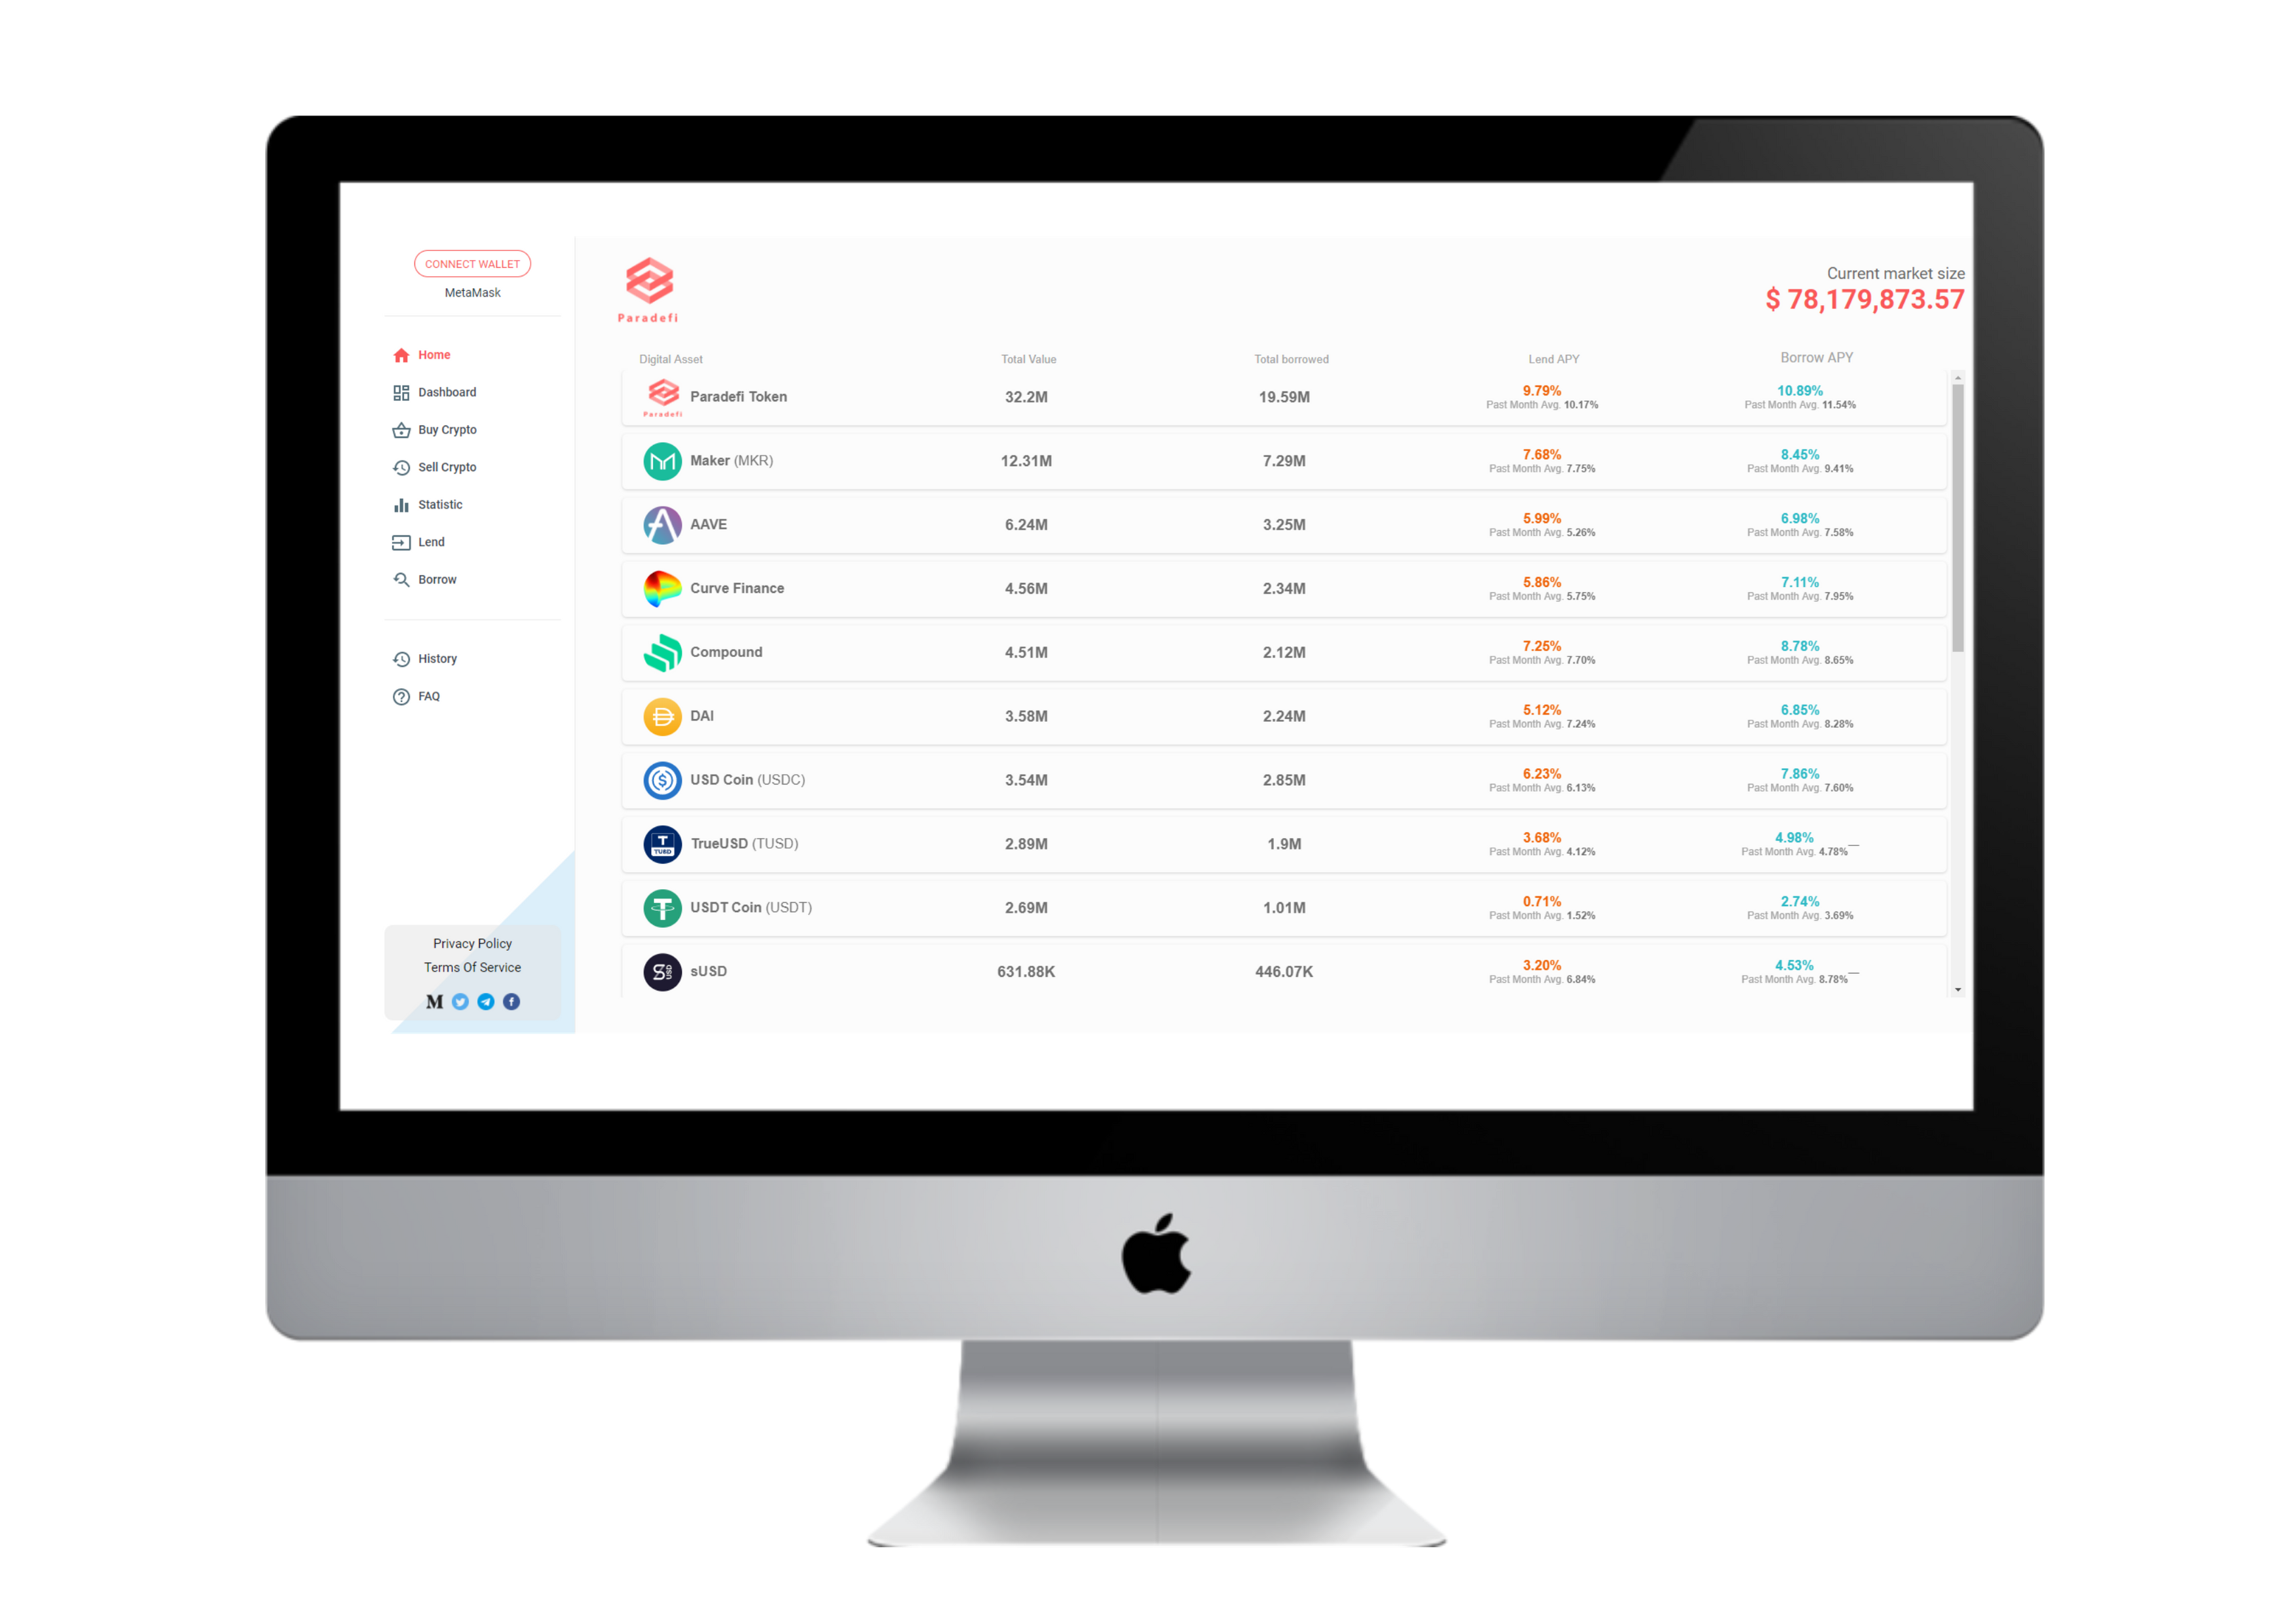 CONNECT WALLET
MetaMask
Home
Dashboard
Buy Crypto
Sell Crypto
Statistic
Lend
Borrow
History
FAQ
Privacy Policy
Terms Of Service
M
Paradefi
Current market size
$ 78,179,873.57
Digital Asset Total Value Total borrowed Lend APY Borrow APY
Paradefi
Paradefi Token 32.2M 19.59M 9.79% 10.89%
Past Month Avg. 10.17% Past Month Avg. 11.54%
Maker (MKR) 12.31M 7.29M 7.68% 8.45%
Past Month Avg. 7.75% Past Month Avg. 9.41%
AAVE 6.24M 3.25M 5.99% 6.98%
Past Month Avg. 5.26% Past Month Avg. 7.58%
Curve Finance 4.56M 2.34M 5.86% 7.11%
Past Month Avg. 5.75% Past Month Avg. 7.95%
Compound 4.51M 2.12M 7.25% 8.78%
Past Month Avg. 7.70% Past Month Avg. 8.65%
DAI 3.58M 2.24M 5.12% 6.85%
Past Month Avg. 7.24% Past Month Avg. 8.28%
USD Coin (USDC) 3.54M 2.85M 6.23% 7.86%
Past Month Avg. 6.13% Past Month Avg. 7.60%
T TUSD
TrueUSD (TUSD) 2.89M 1.9M 3.68% 4.98%
Past Month Avg. 4.12% Past Month Avg. 4.78%
USDT Coin (USDT) 2.69M 1.01M 0.71% 2.74%
Past Month Avg. 1.52% Past Month Avg. 3.69%
S USD
sUSD 631.88K 446.07K 3.20% 4.53%
Past Month Avg. 6.84% Past Month Avg. 8.78%